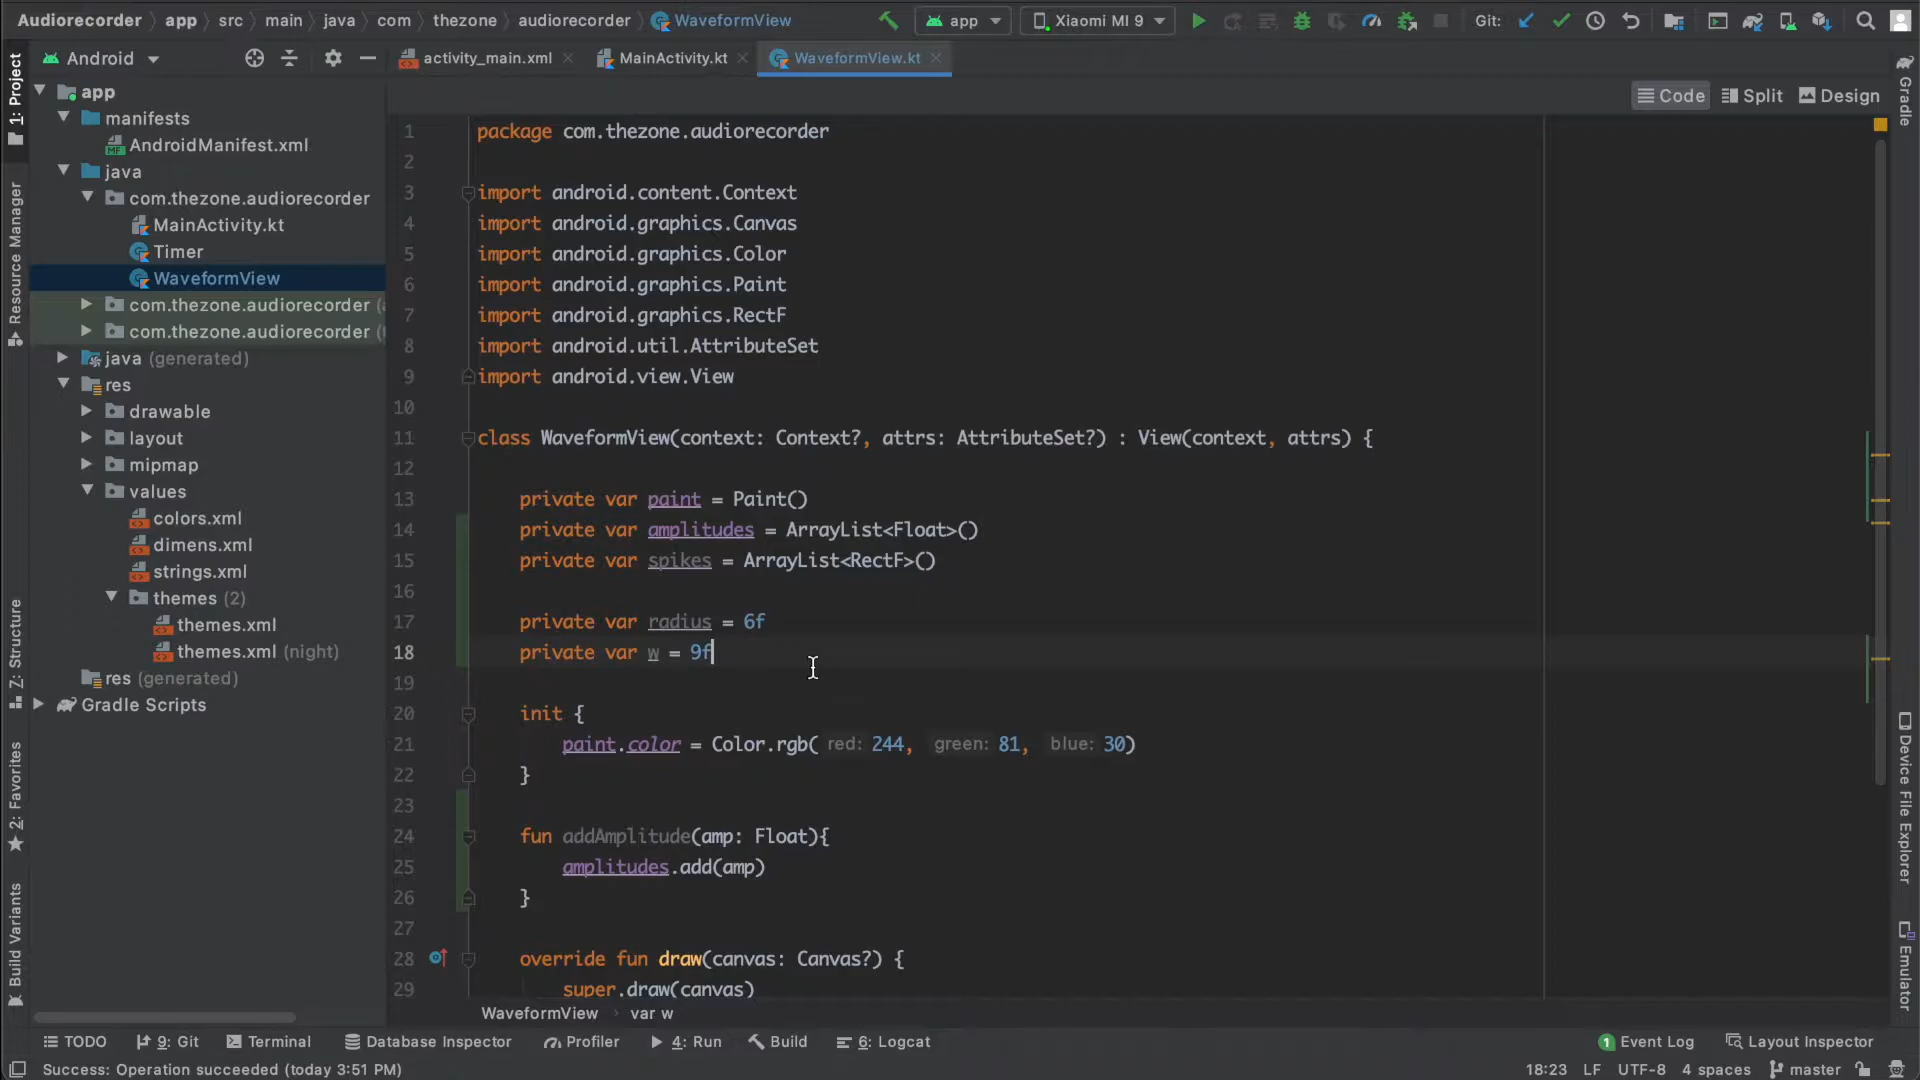 Audiorecorder › app › src › main › java › com › thezone › audiorecorder › WaveformView
app
Xiaomi MI 9
Git:
Android
activity_main.xml
MainActivity.kt
WaveformView.kt
Code
Split
Design
1: Project
Resource Manager
Z: Structure
2: Favorites
Build Variants
app
manifests
AndroidManifest.xml
java
com.thezone.audiorecorder
MainActivity.kt
Timer
WaveformView
com.thezone.audiorecorder
com.thezone.audiorecorder
java (generated)
res
drawable
layout
mipmap
values
colors.xml
dimens.xml
strings.xml
themes (2)
themes.xml
themes.xml (night)
res (generated)
Gradle Scripts
1 package com.thezone.audiorecorder
2
3 import android.content.Context
4 import android.graphics.Canvas
5 import android.graphics.Color
6 import android.graphics.Paint
7 import android.graphics.RectF
8 import android.util.AttributeSet
9 import android.view.View
10
11 class WaveformView(context: Context?, attrs: AttributeSet?) : View(context, attrs) {
12
13 private var paint = Paint()
14 private var amplitudes = ArrayList<Float>()
15 private var spikes = ArrayList<RectF>()
16
17 private var radius = 6f
18 private var w = 9f
19
20 init {
21 paint.color = Color.rgb( red: 244, green: 81, blue: 30)
22 }
23
24 fun addAmplitude(amp: Float){
25 amplitudes.add(amp)
26 }
27
28 override fun draw(canvas: Canvas?) {
29 super.draw(canvas)
WaveformView › var w
Gradle
Device File Explorer
Emulator
TODO
9: Git
Terminal
Database Inspector
Profiler
4: Run
Build
6: Logcat
1 Event Log
Layout Inspector
Success: Operation succeeded (today 3:51 PM)
18:23 LF UTF-8 4 spaces master